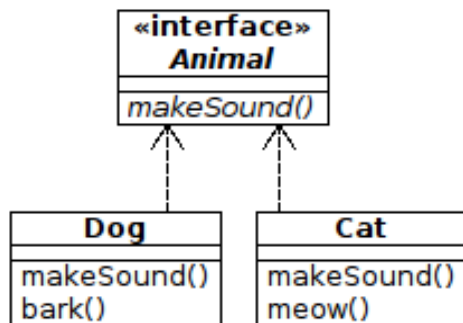 «interface»
Animal
makeSound()
Dog
makeSound()
bark()
Cat
makeSound()
meow()